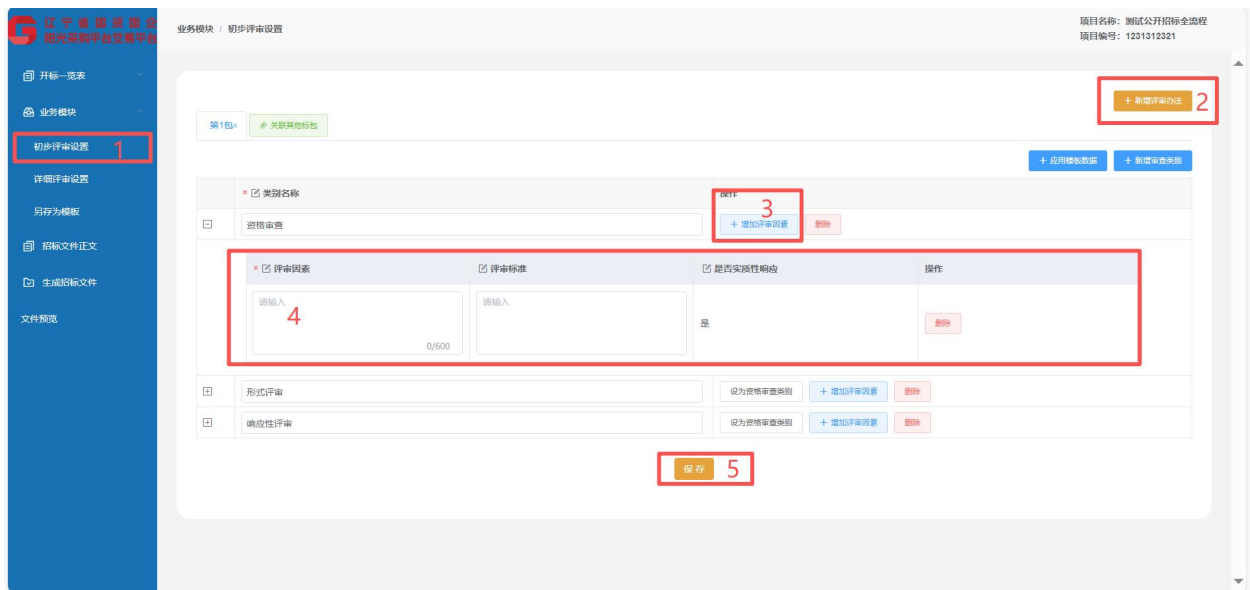 辽宁省国资国企
阳光采购平台交易平台
业务模块 / 初步评审设置
项目名称：测试公开招标全流程
项目编号：1231312321
开标一览表
业务模块
初步评审设置 1
详细评审设置
另存为模板
招标文件正文
生成招标文件
文件预览
+ 新增评审办法 2
第1包×
关联其他标包
+ 应用模板数据
+ 新增审查类别
* 类别名称
操作
3
资格审查
+ 增加评审因素
删除
* 评审因素
评审标准
是否实质性响应
操作
请输入
4
0/600
请输入
是
删除
形式评审
设为资格审查类别
+ 增加评审因素
删除
响应性评审
设为资格审查类别
+ 增加评审因素
删除
保存 5